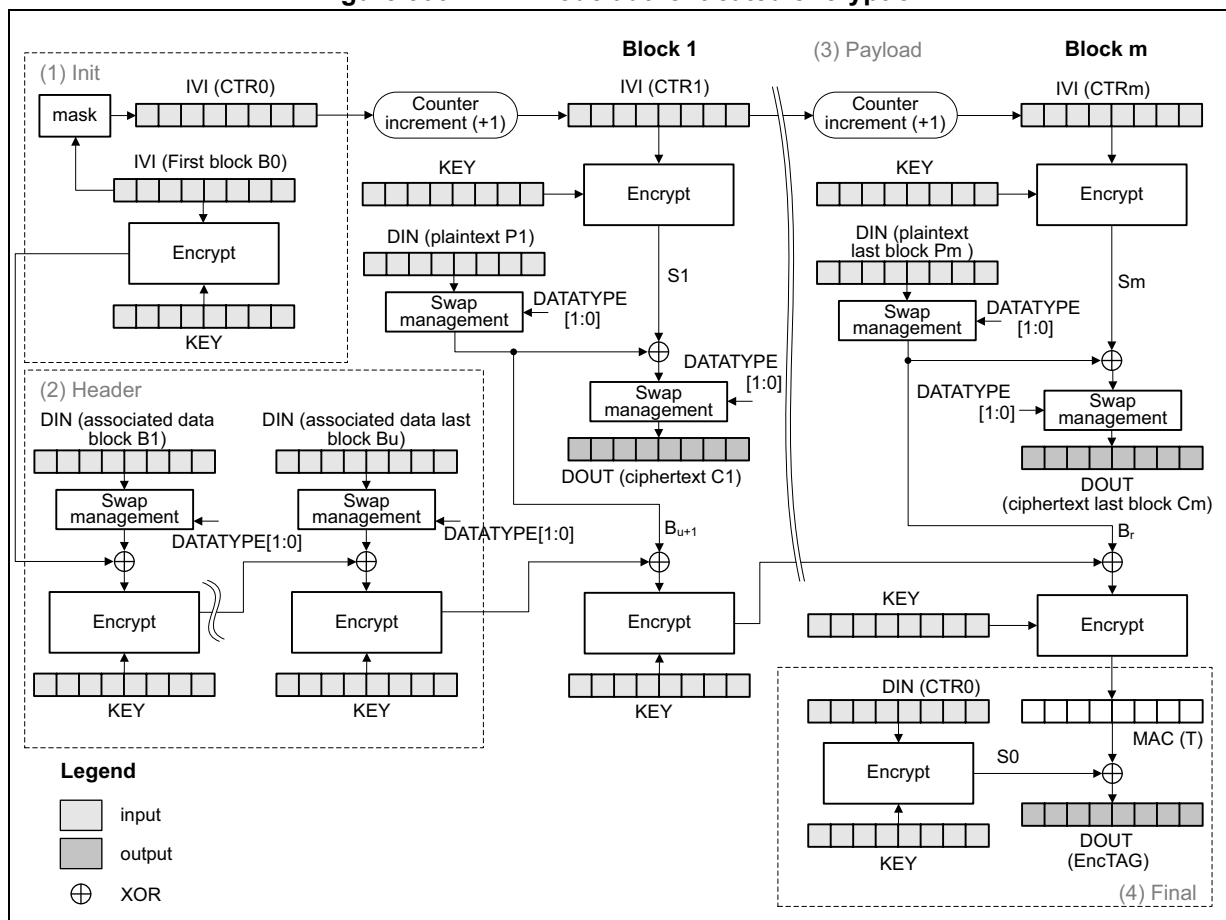 Block 1
(3) Payload
Block m
(1) Init
IVI (CTR0)
mask
Counter
increment (+1)
IVI (CTR1)
Counter
increment (+1)
IVI (CTRm)
IVI (First block B0)
Encrypt
KEY
KEY
Encrypt
KEY
Encrypt
DIN (plaintext P1)
Swap
management
DATATYPE
[1:0]
S1
DATATYPE
[1:0]
Swap
management
DOUT (ciphertext C1)
DIN (plaintext
last block Pm )
Swap
management
DATATYPE
[1:0]
Sm
DATATYPE
[1:0]
Swap
management
DOUT
(ciphertext last block Cm)
(2) Header
DIN (associated data
block B1)
Swap
management
DATATYPE[1:0]
Encrypt
KEY
DIN (associated data last
block Bu)
Swap
management
DATATYPE[1:0]
Encrypt
KEY
Bu+1
Encrypt
KEY
Br
KEY
Encrypt
DIN (CTR0)
Encrypt
KEY
S0
MAC (T)
DOUT
(EncTAG)
(4) Final
Legend
input
output
XOR